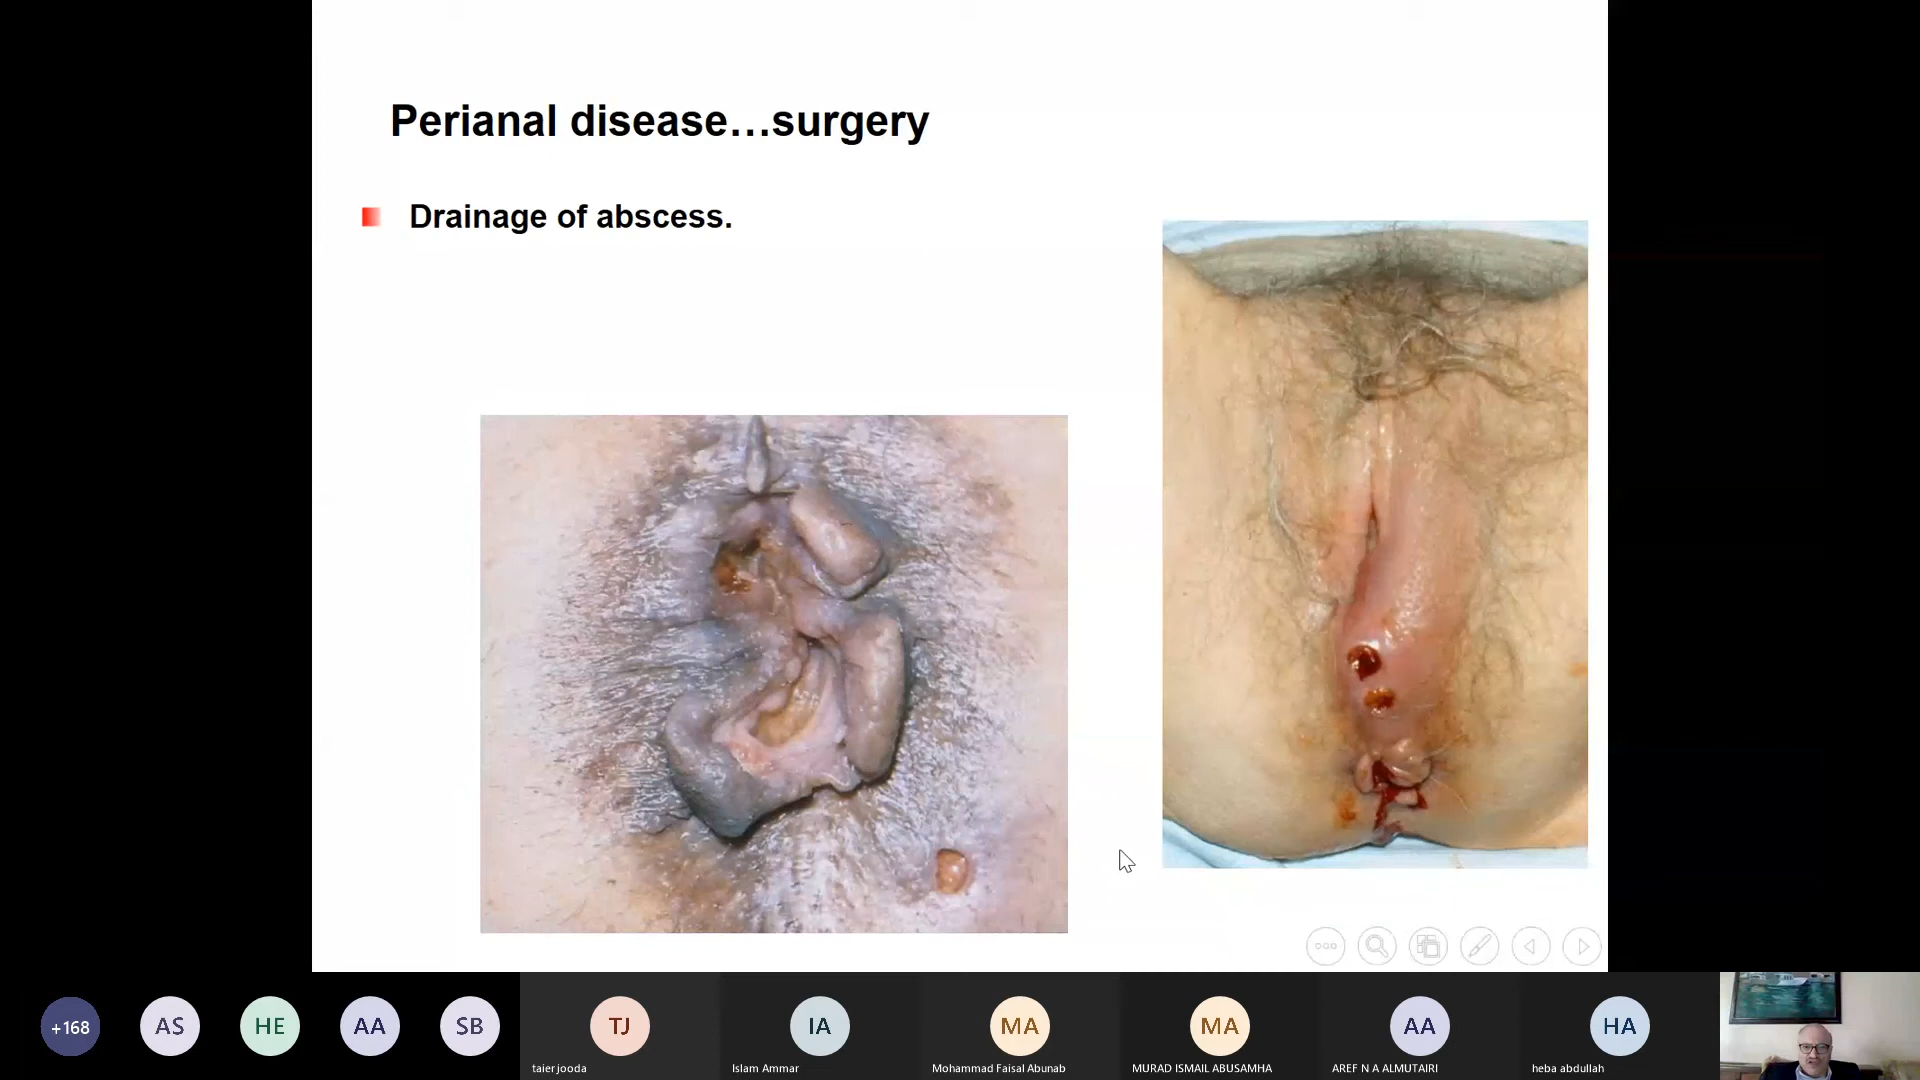 Perianal disease...surgery
Drainage of abscess.
+168
AS
HE
AA
SB
TJ
IA
MA
MA
AA
HA
taier jooda
Islam Ammar
Mohammad Faisal Abunab
MURAD ISMAIL ABUSAMHA
AREF N A ALMUTAIRI
heba abdullah